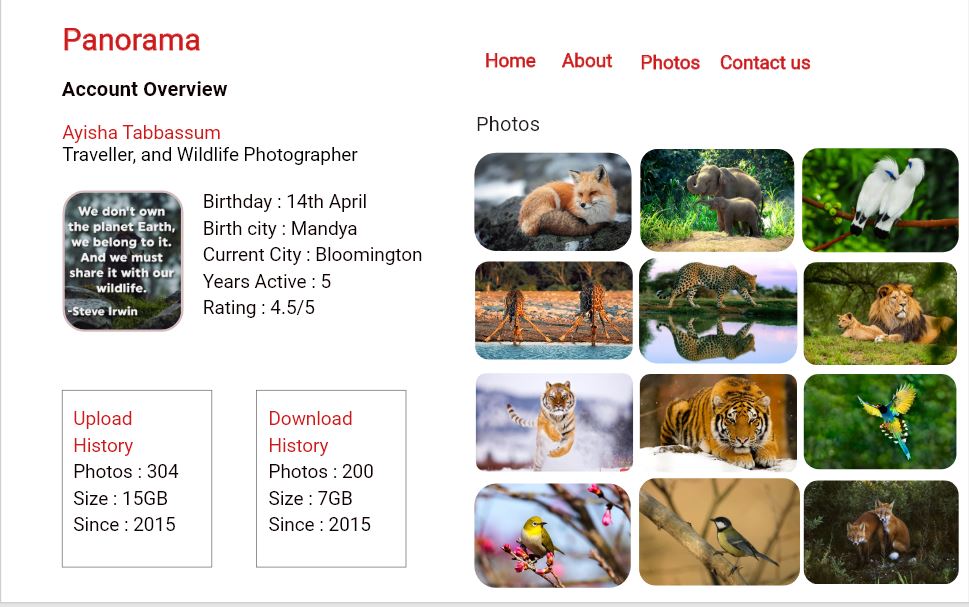 Panorama
Home About Photos Contact us
Account Overview
Photos
Ayisha Tabbassum
Traveller, and Wildlife Photographer
We don't own
the planet Earth,
we belong to it.
And we must
share it with our
wildlife.
-Steve Irwin
Birthday : 14th April
Birth city : Mandya
Current City : Bloomington
Years Active : 5
Rating : 4.5/5
Upload
History
Photos : 304
Size : 15GB
Since : 2015
Download
History
Photos : 200
Size : 7GB
Since : 2015